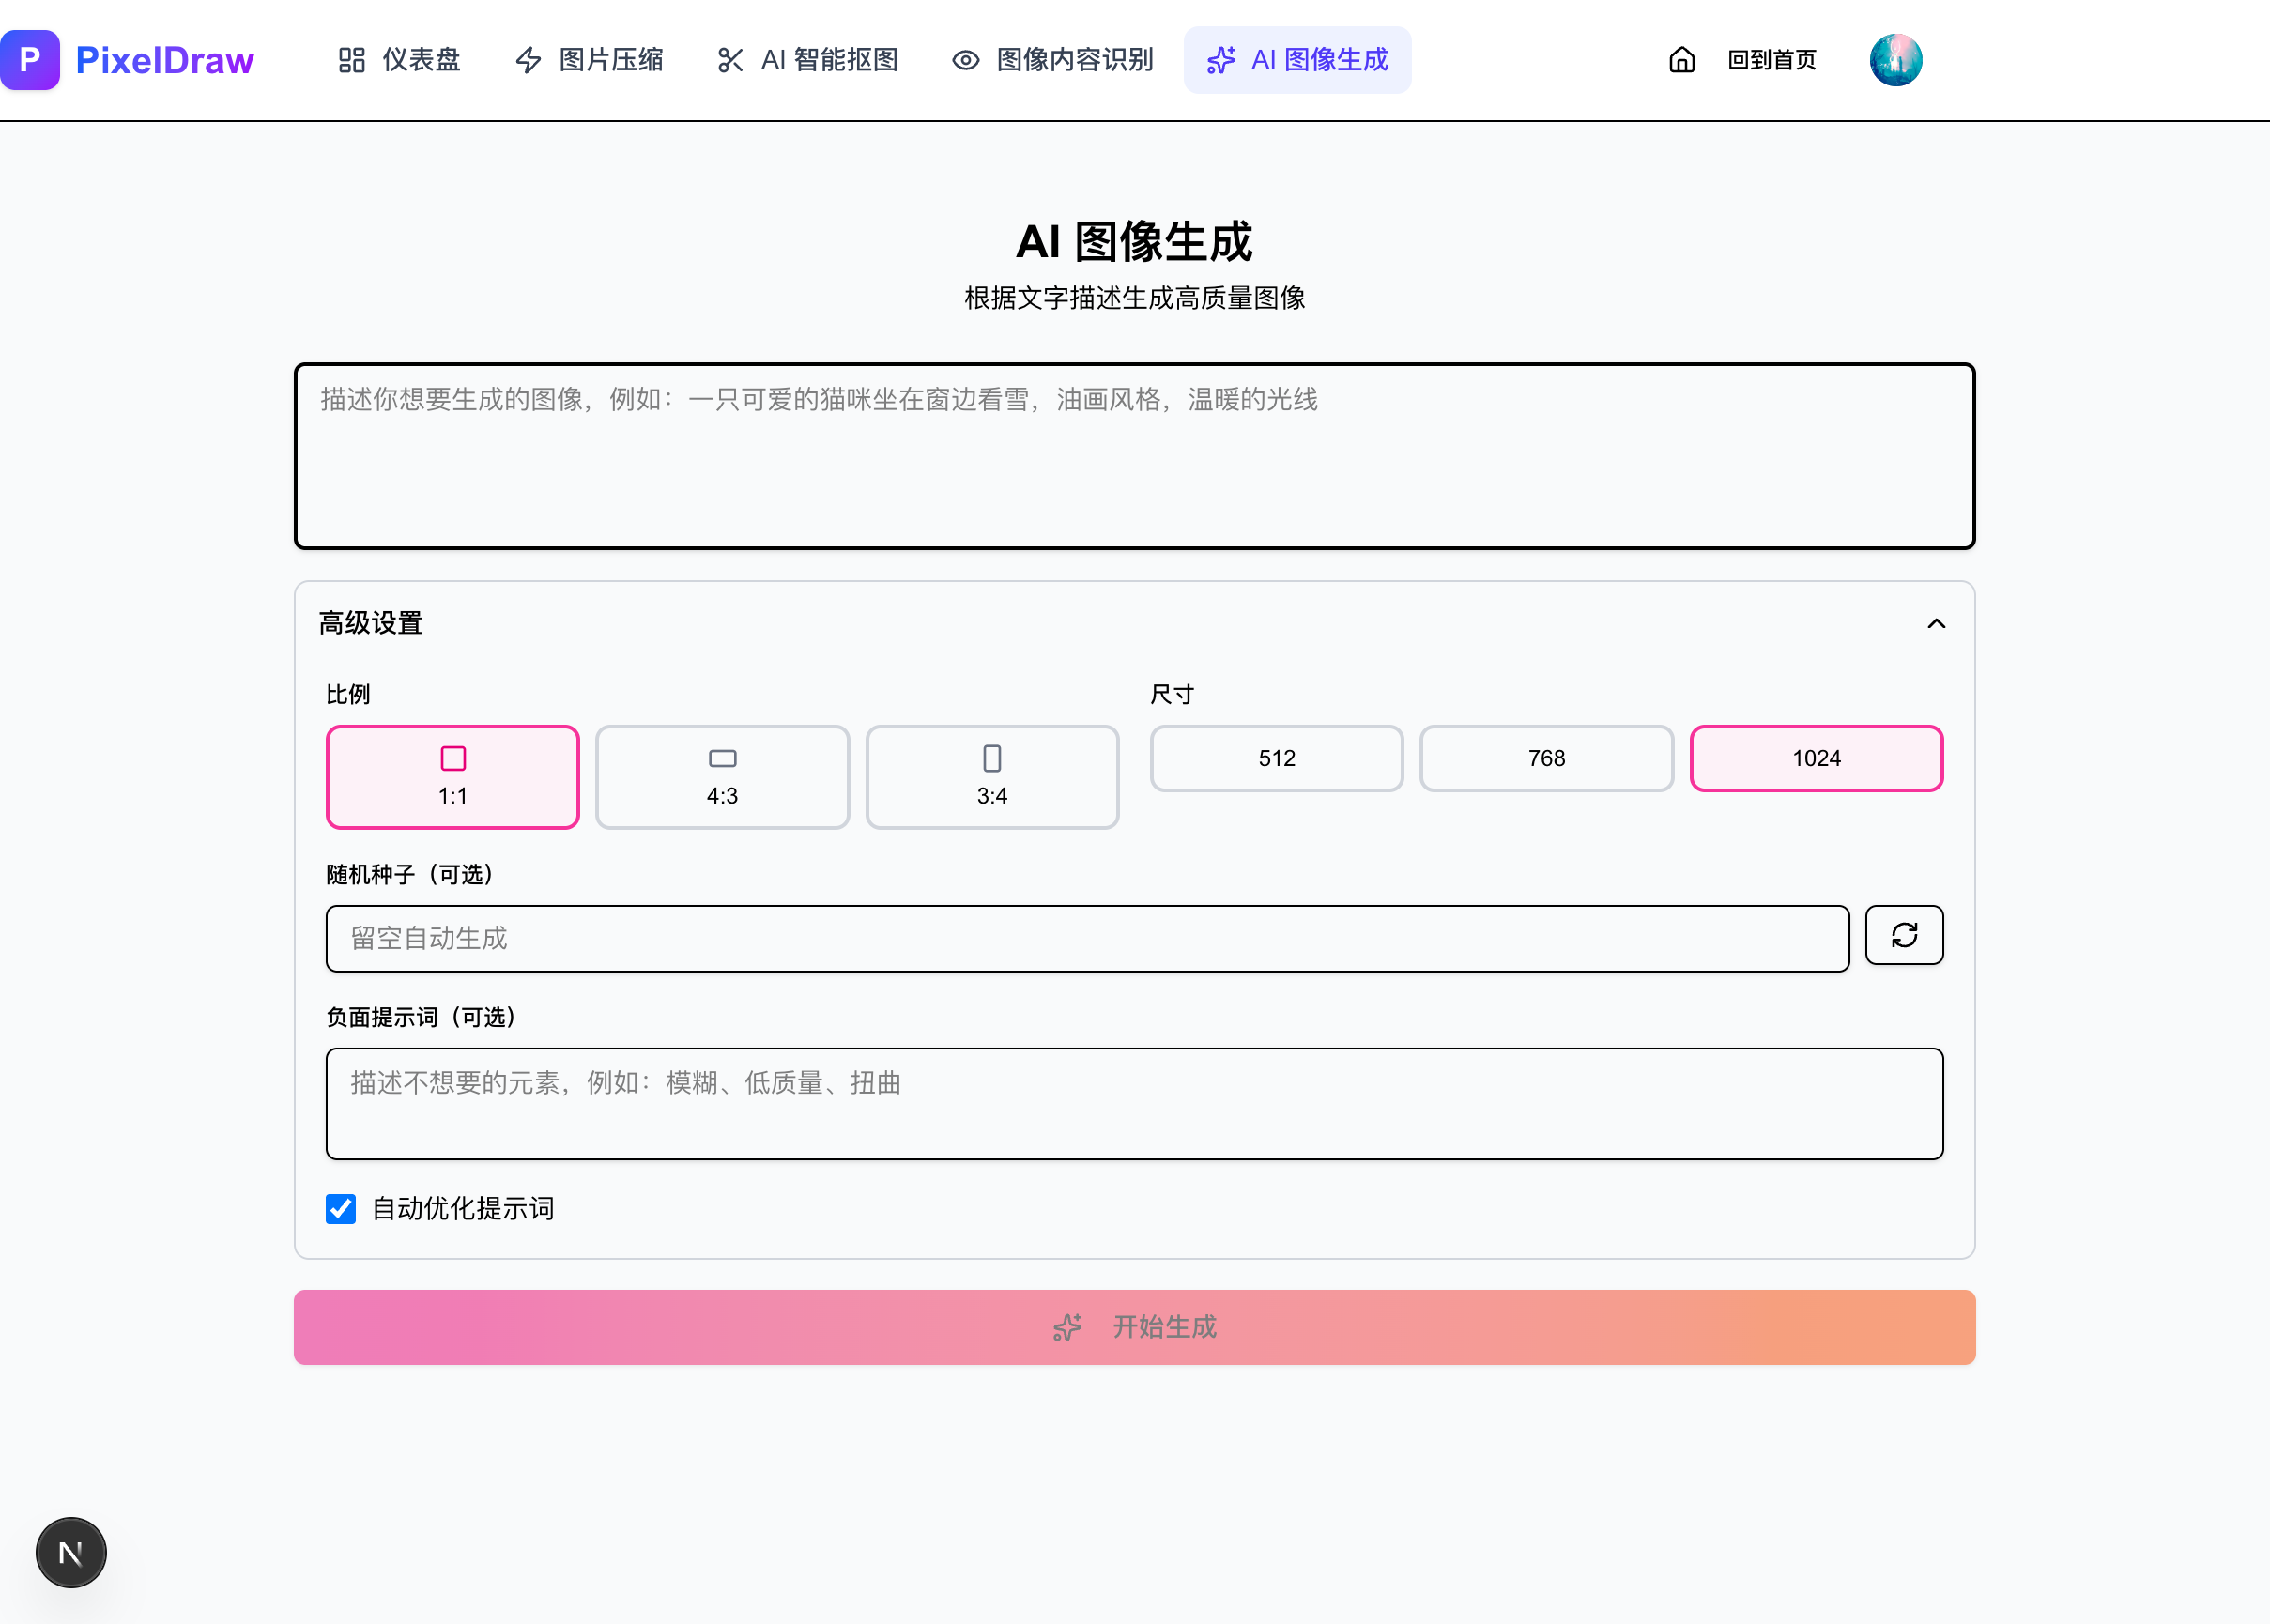 P PixelDraw 仪表盘 图片压缩 AI 智能抠图 图像内容识别 AI 图像生成 回到首页
AI 图像生成
根据文字描述生成高质量图像
描述你想要生成的图像，例如：一只可爱的猫咪坐在窗边看雪，油画风格，温暖的光线
高级设置
比例 尺寸
1:1 4:3 3:4 512 768 1024
随机种子（可选）
留空自动生成
负面提示词（可选）
描述不想要的元素，例如：模糊、低质量、扭曲
自动优化提示词
开始生成
N